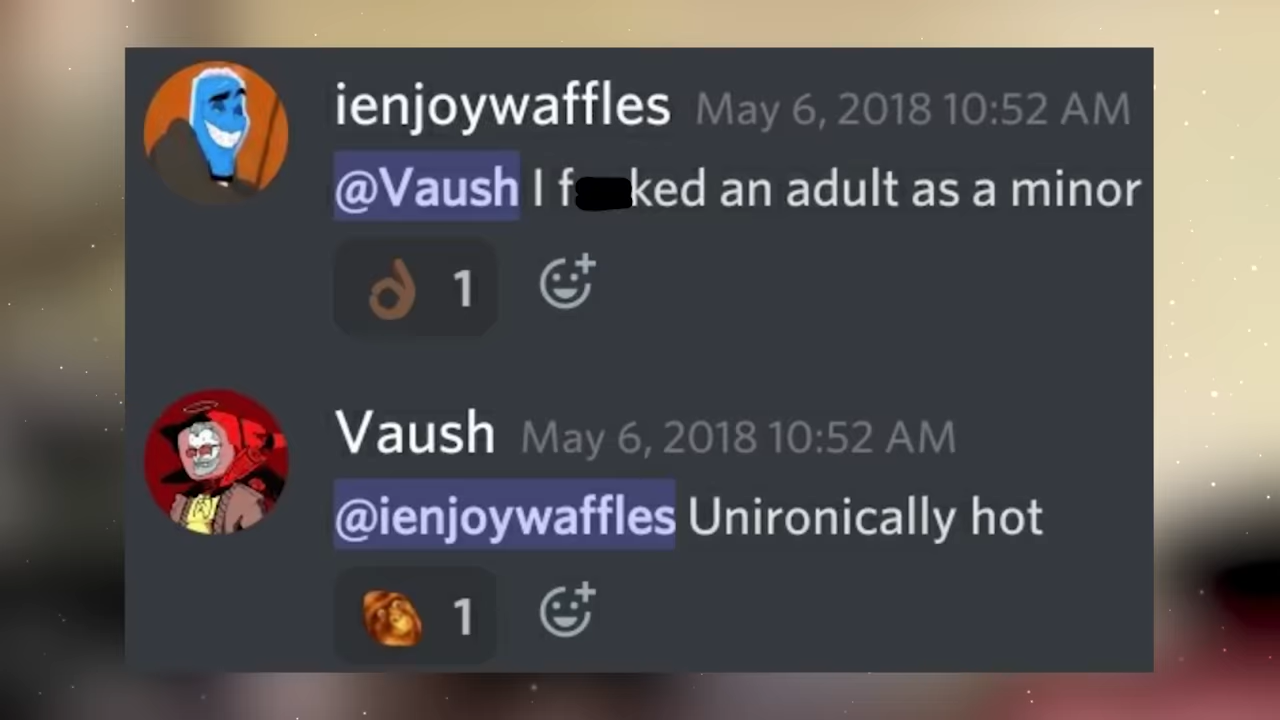 ienjoywaffles May 6, 2018 10:52 AM
@Vaush I f ked an adult as a minor
1
Vaush May 6, 2018 10:52 AM
@ienjoywaffles Unironically hot
1